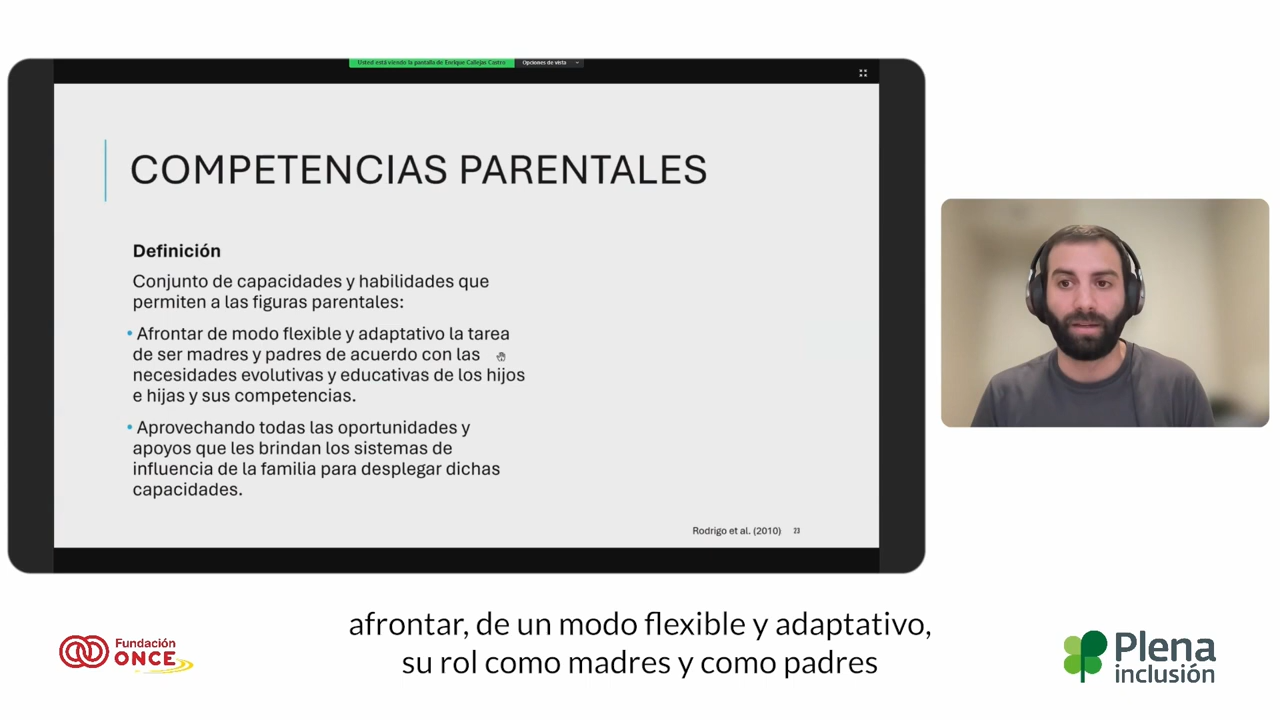 Usted está viendo la pantalla de Enrique Callejas Castro
Opciones de vista
COMPETENCIAS PARENTALES
Definición
Conjunto de capacidades y habilidades que
permiten a las figuras parentales:
• Afrontar de modo flexible y adaptativo la tarea
de ser madres y padres de acuerdo con las
necesidades evolutivas y educativas de los hijos
e hijas y sus competencias.
• Aprovechando todas las oportunidades y
apoyos que les brindan los sistemas de
influencia de la familia para desplegar dichas
capacidades.
Rodrigo et al. (2010) 23
afrontar, de un modo flexible y adaptativo,
su rol como madres y como padres
Fundación
ONCE
Plena
inclusión